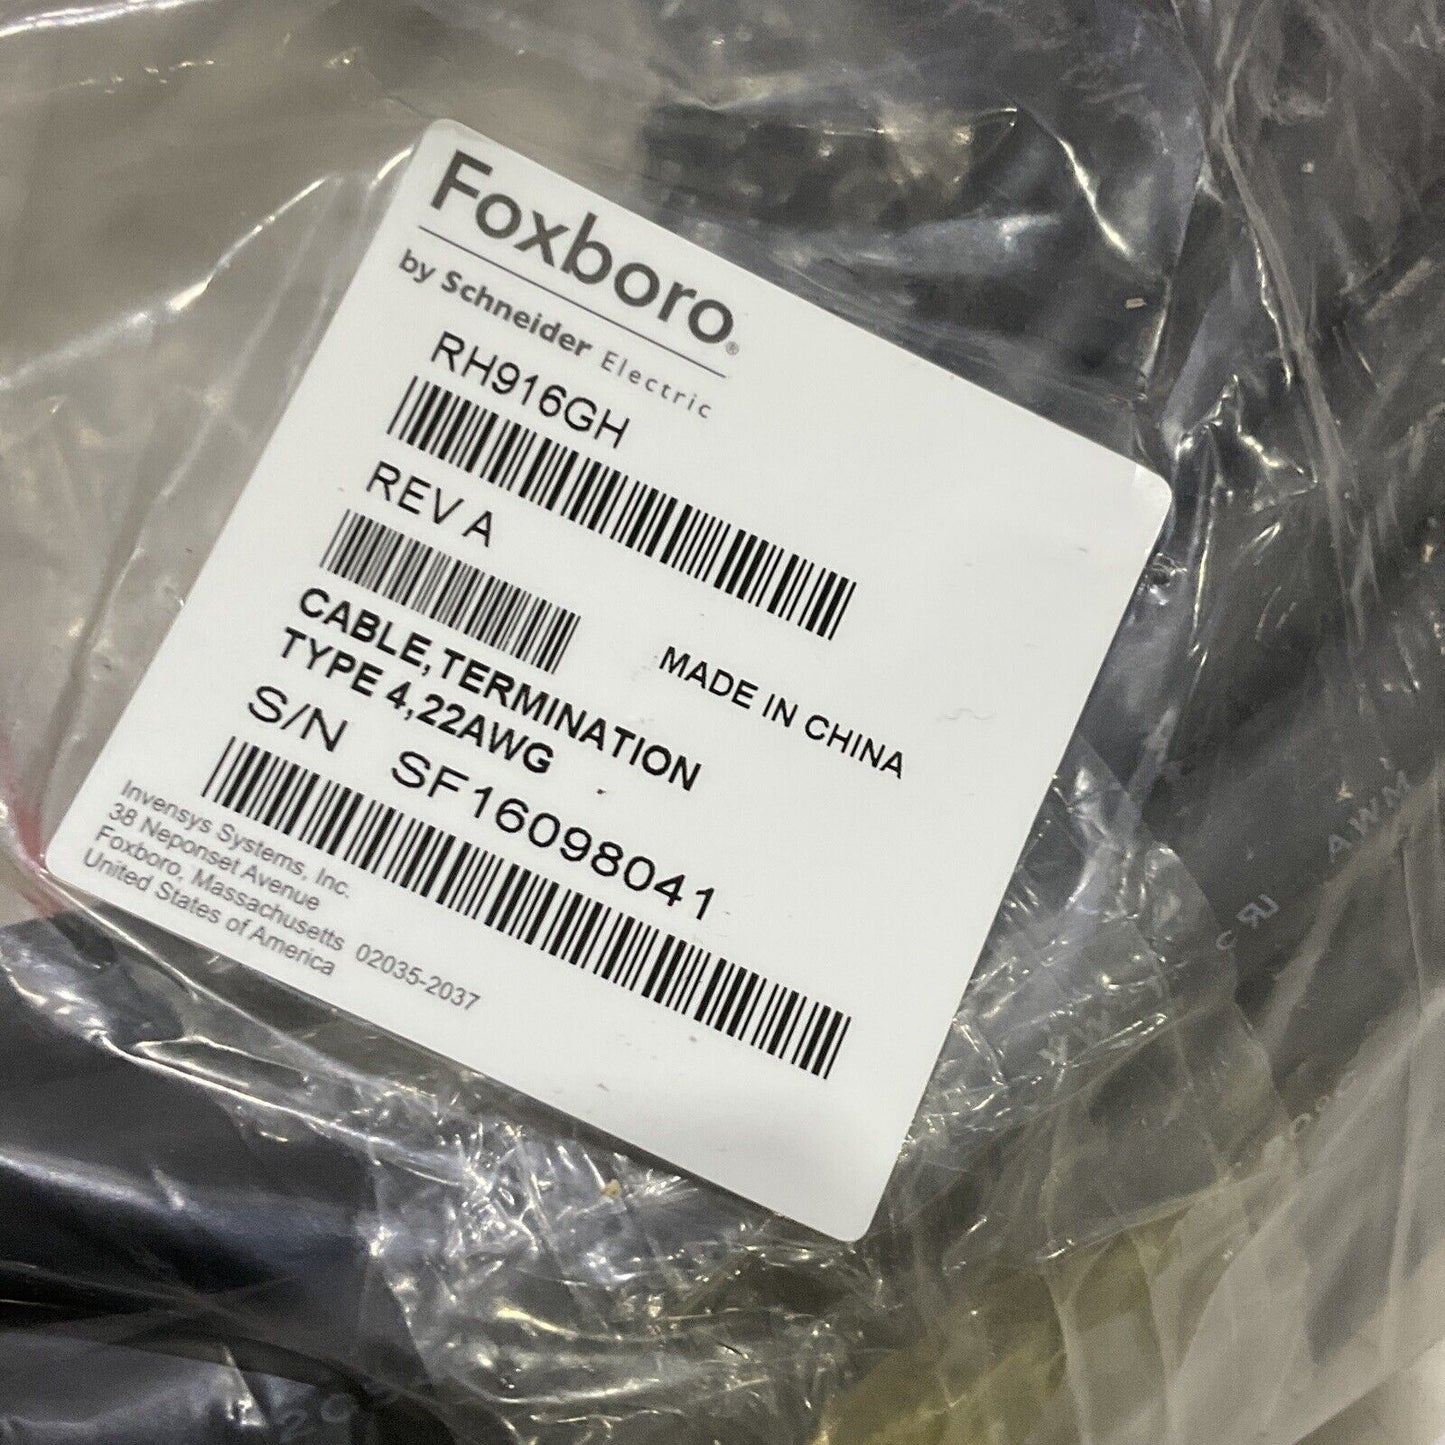 Foxboro®
by Schneider Electric
RH916GH
REV A
MADE IN CHINA
CABLE,TERMINATION
TYPE 4,22AWG
S/N SF16098041
Invensys Systems, Inc.
38 Neponset Avenue
Foxboro, Massachusetts 02035-2037
United States of America
AWM